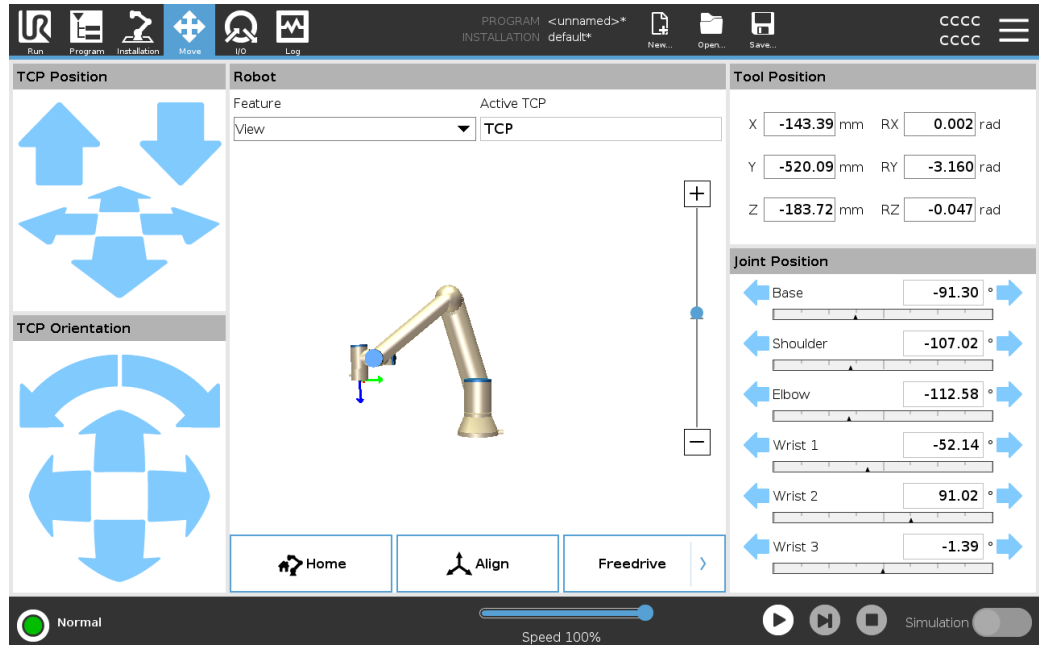 UR
Run
Program
Installation
Move
I/O
Log
PROGRAM <unnamed>*
INSTALLATION default*
New...
Open...
Save...
CCCC
CCCC
TCP Position
TCP Orientation
Robot
Feature
Active TCP
View
TCP
+
−
Home
Align
Freedrive
Tool Position
X -143.39 mm RX 0.002 rad
Y -520.09 mm RY -3.160 rad
Z -183.72 mm RZ -0.047 rad
Joint Position
Base -91.30 °
Shoulder -107.02 °
Elbow -112.58 °
Wrist 1 -52.14 °
Wrist 2 91.02 °
Wrist 3 -1.39 °
Normal
Speed 100%
Simulation